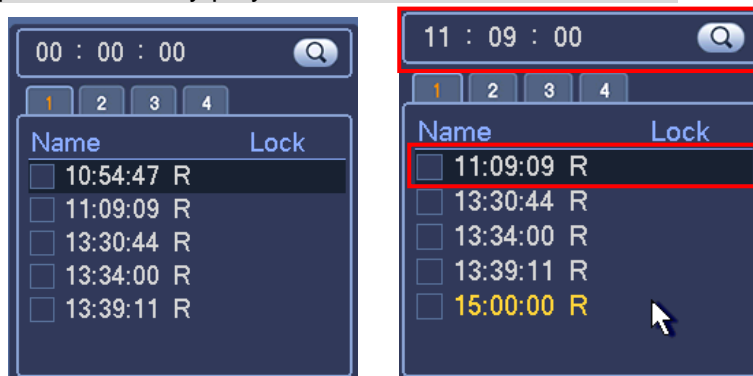 00 : 00 : 00
1 2 3 4
Name Lock
10:54:47 R
11:09:09 R
13:30:44 R
13:34:00 R
13:39:11 R
11 : 09 : 00
1 2 3 4
Name Lock
11:09:09 R
13:30:44 R
13:34:00 R
13:39:11 R
15:00:00 R